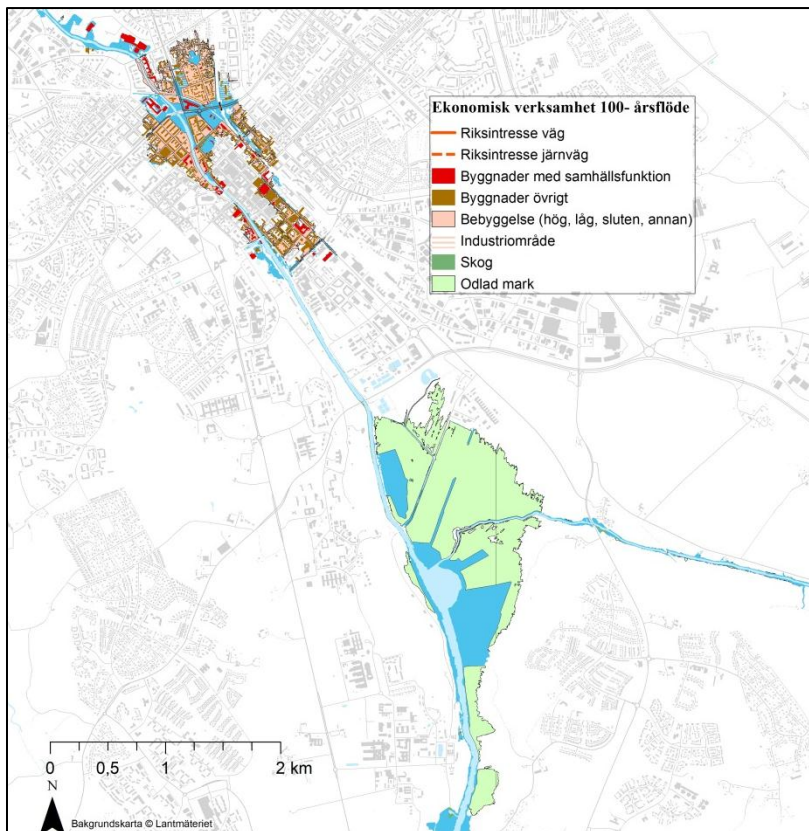 Ekonomisk verksamhet 100- årsflöde
Riksintresse väg
Riksintresse järnväg
Byggnader med samhällsfunktion
Byggnader övrigt
Bebyggelse (hög, låg, sluten, annan)
Industriområde
Skog
Odlad mark
0 0,5 1 2 km
N
Bakgrundskarta © Lantmäteriet